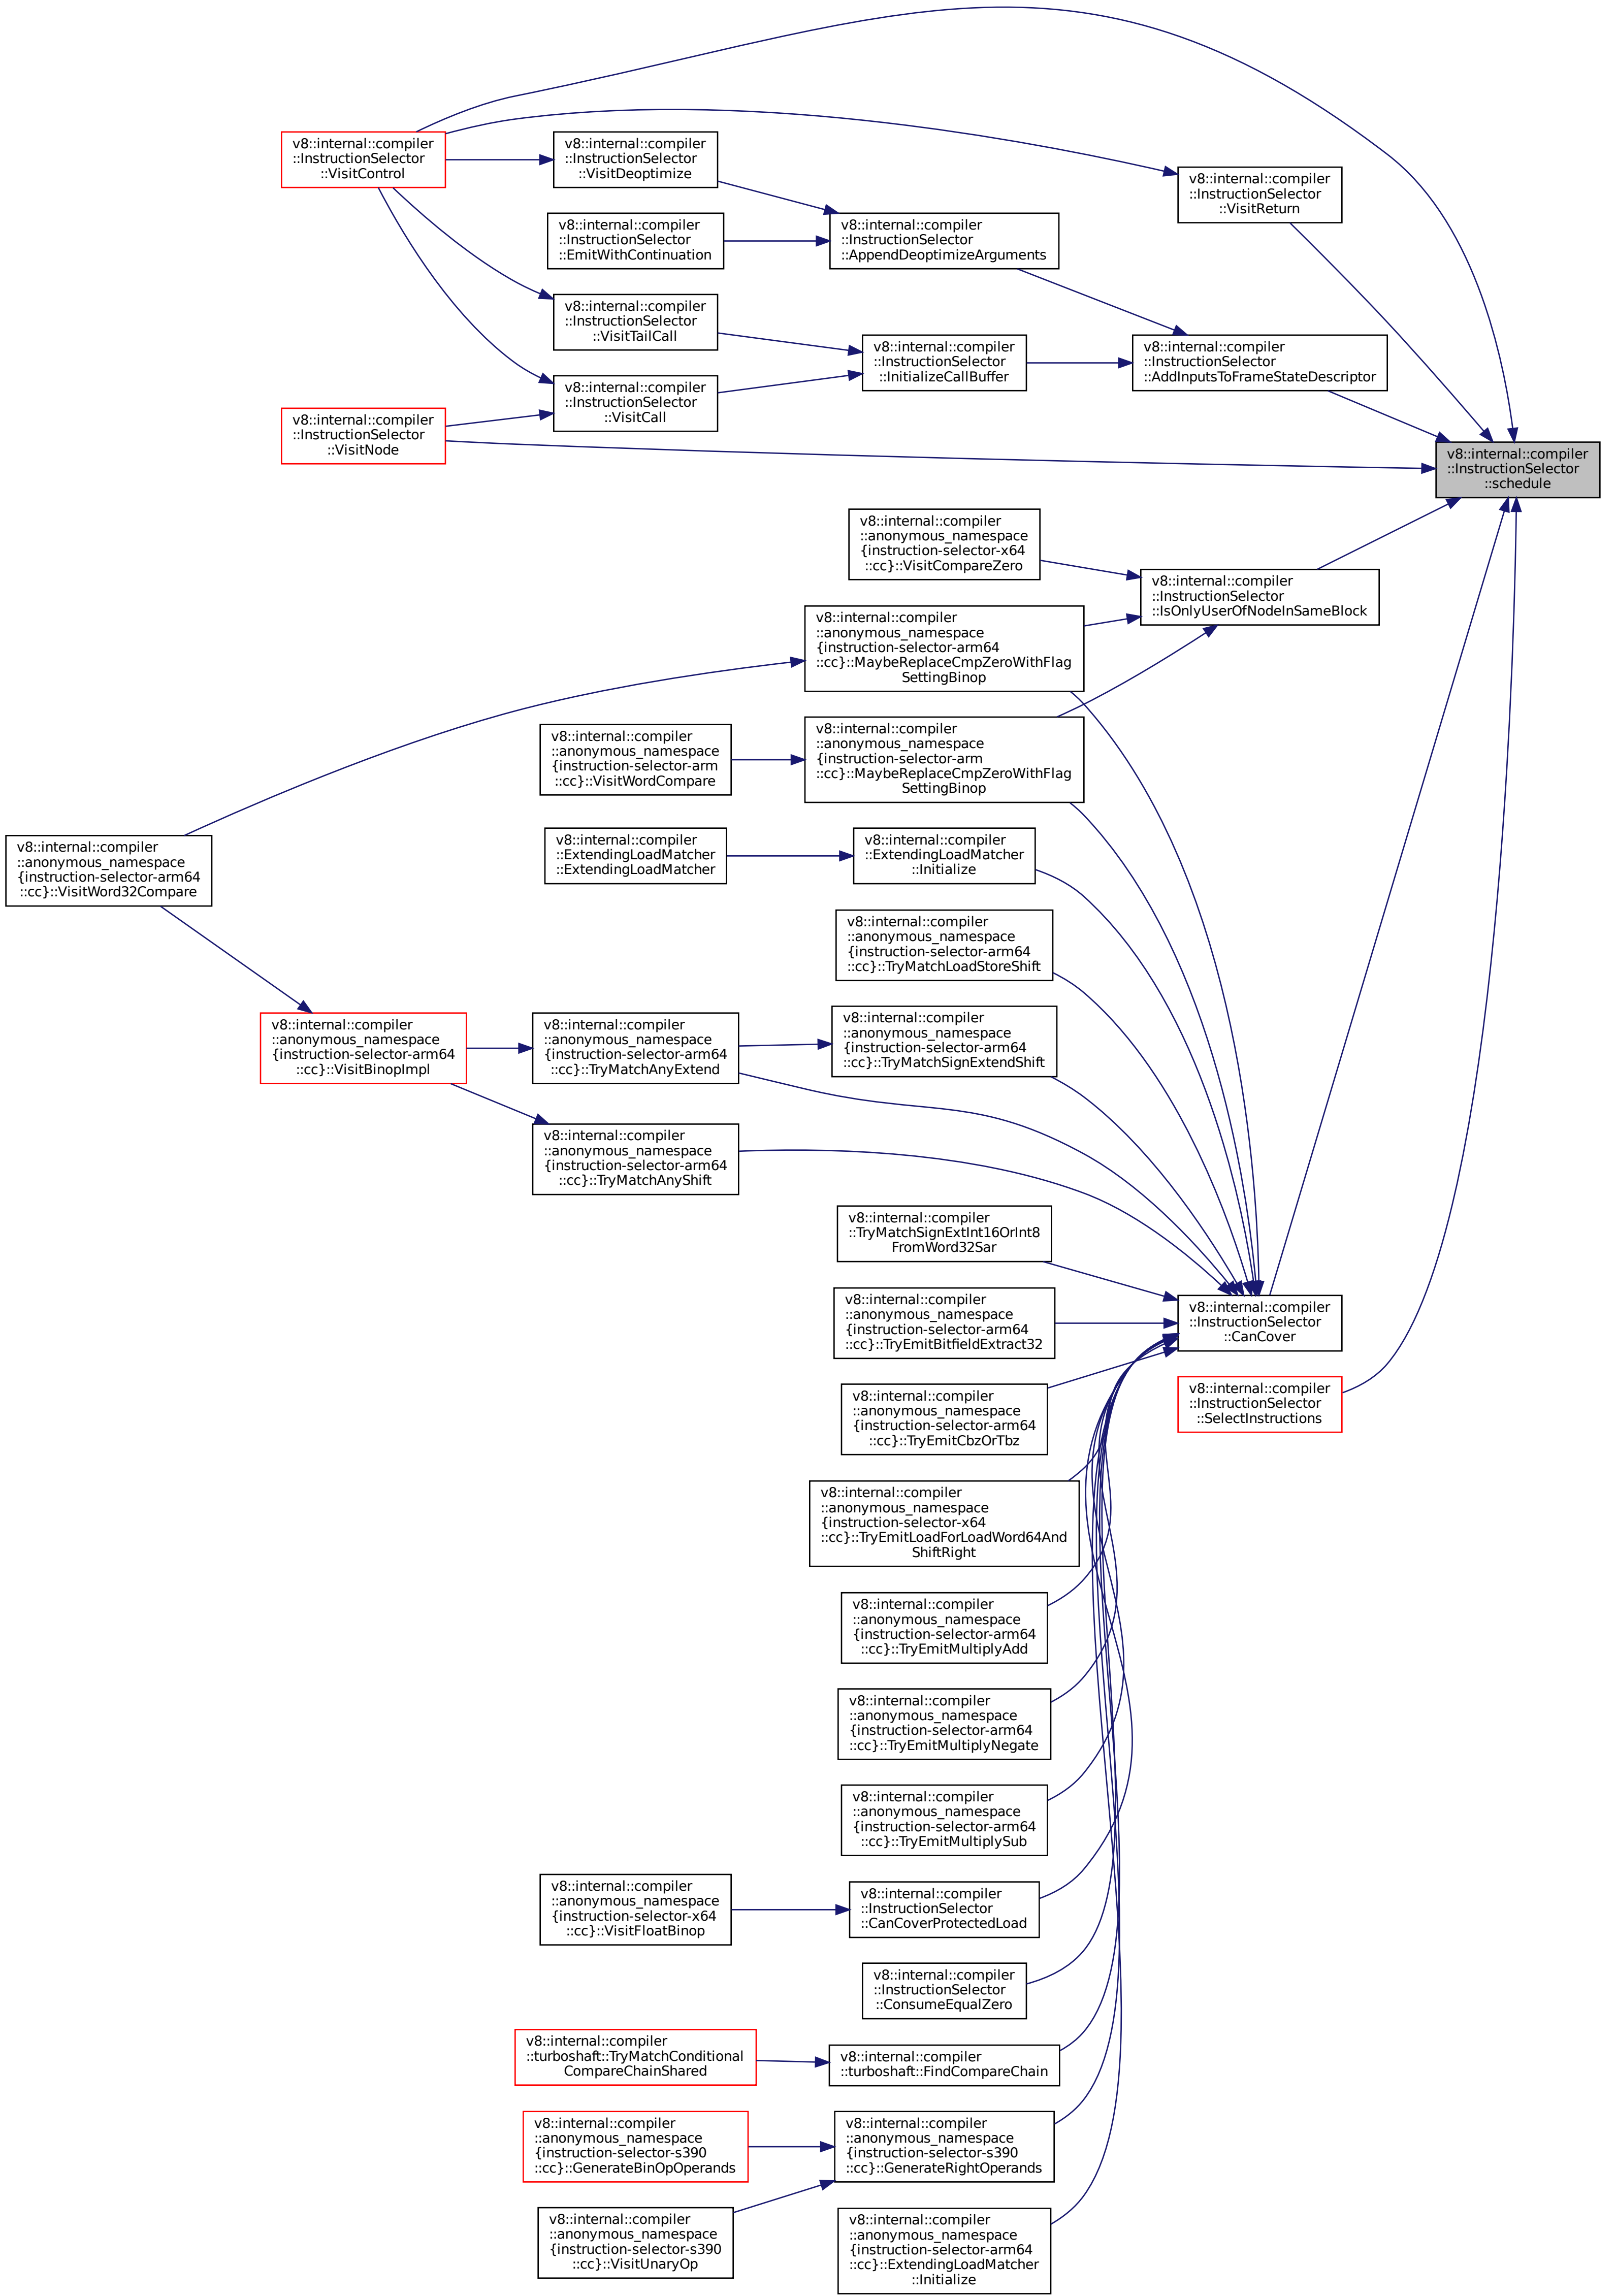 v8::internal::compiler
::InstructionSelector
::VisitControl
v8::internal::compiler
::InstructionSelector
::VisitDeoptimize
v8::internal::compiler
::InstructionSelector
::VisitReturn
v8::internal::compiler
::InstructionSelector
::EmitWithContinuation
v8::internal::compiler
::InstructionSelector
::AppendDeoptimizeArguments
v8::internal::compiler
::InstructionSelector
::VisitTailCall
v8::internal::compiler
::InstructionSelector
::InitializeCallBuffer
v8::internal::compiler
::InstructionSelector
::AddInputsToFrameStateDescriptor
v8::internal::compiler
::InstructionSelector
::VisitCall
v8::internal::compiler
::InstructionSelector
::VisitNode
v8::internal::compiler
::InstructionSelector
::schedule
v8::internal::compiler
::anonymous_namespace
{instruction-selector-x64
::cc}::VisitCompareZero
v8::internal::compiler
::InstructionSelector
::IsOnlyUserOfNodeInSameBlock
v8::internal::compiler
::anonymous_namespace
{instruction-selector-arm64
::cc}::MaybeReplaceCmpZeroWithFlag
SettingBinop
v8::internal::compiler
::anonymous_namespace
{instruction-selector-arm
::cc}::VisitWordCompare
v8::internal::compiler
::anonymous_namespace
{instruction-selector-arm
::cc}::MaybeReplaceCmpZeroWithFlag
SettingBinop
v8::internal::compiler
::anonymous_namespace
{instruction-selector-arm64
::cc}::VisitWord32Compare
v8::internal::compiler
::ExtendingLoadMatcher
::ExtendingLoadMatcher
v8::internal::compiler
::ExtendingLoadMatcher
::Initialize
v8::internal::compiler
::anonymous_namespace
{instruction-selector-arm64
::cc}::TryMatchLoadStoreShift
v8::internal::compiler
::anonymous_namespace
{instruction-selector-arm64
::cc}::VisitBinopImpl
v8::internal::compiler
::anonymous_namespace
{instruction-selector-arm64
::cc}::TryMatchAnyExtend
v8::internal::compiler
::anonymous_namespace
{instruction-selector-arm64
::cc}::TryMatchSignExtendShift
v8::internal::compiler
::anonymous_namespace
{instruction-selector-arm64
::cc}::TryMatchAnyShift
v8::internal::compiler
::TryMatchSignExtInt16OrInt8
FromWord32Sar
v8::internal::compiler
::anonymous_namespace
{instruction-selector-arm64
::cc}::TryEmitBitfieldExtract32
v8::internal::compiler
::InstructionSelector
::CanCover
v8::internal::compiler
::anonymous_namespace
{instruction-selector-arm64
::cc}::TryEmitCbzOrTbz
v8::internal::compiler
::InstructionSelector
::SelectInstructions
v8::internal::compiler
::anonymous_namespace
{instruction-selector-x64
::cc}::TryEmitLoadForLoadWord64And
ShiftRight
v8::internal::compiler
::anonymous_namespace
{instruction-selector-arm64
::cc}::TryEmitMultiplyAdd
v8::internal::compiler
::anonymous_namespace
{instruction-selector-arm64
::cc}::TryEmitMultiplyNegate
v8::internal::compiler
::anonymous_namespace
{instruction-selector-arm64
::cc}::TryEmitMultiplySub
v8::internal::compiler
::anonymous_namespace
{instruction-selector-x64
::cc}::VisitFloatBinop
v8::internal::compiler
::InstructionSelector
::CanCoverProtectedLoad
v8::internal::compiler
::InstructionSelector
::ConsumeEqualZero
v8::internal::compiler
::turboshaft::TryMatchConditional
CompareChainShared
v8::internal::compiler
::turboshaft::FindCompareChain
v8::internal::compiler
::anonymous_namespace
{instruction-selector-s390
::cc}::GenerateBinOpOperands
v8::internal::compiler
::anonymous_namespace
{instruction-selector-s390
::cc}::GenerateRightOperands
v8::internal::compiler
::anonymous_namespace
{instruction-selector-s390
::cc}::VisitUnaryOp
v8::internal::compiler
::anonymous_namespace
{instruction-selector-arm64
::cc}::ExtendingLoadMatcher
::Initialize